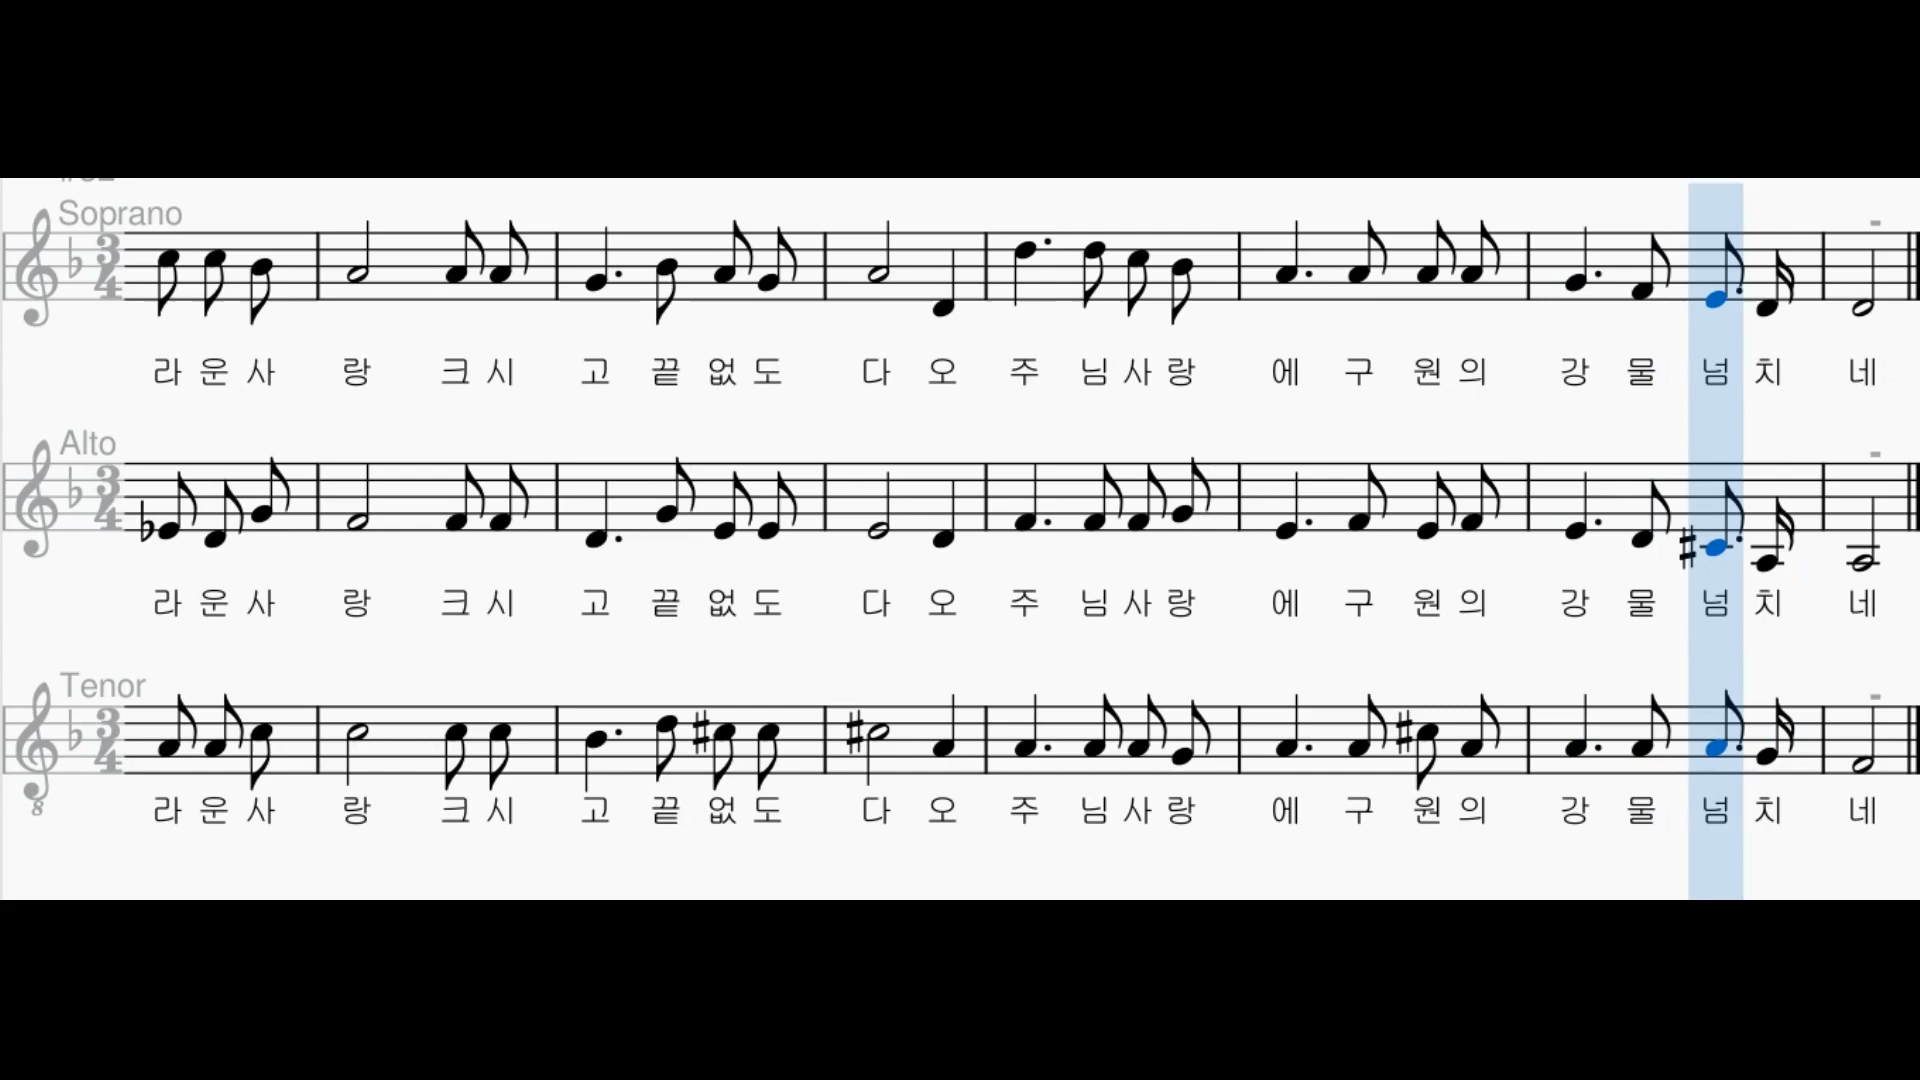 Soprano
라 운 사 랑 크 시 고 끝 없 도 다 오 주 님 사 랑 에 구 원 의 강 물 넘 치 네
Alto
라 운 사 랑 크 시 고 끝 없 도 다 오 주 님 사 랑 에 구 원 의 강 물 넘 치 네
Tenor
라 운 사 랑 크 시 고 끝 없 도 다 오 주 님 사 랑 에 구 원 의 강 물 넘 치 네